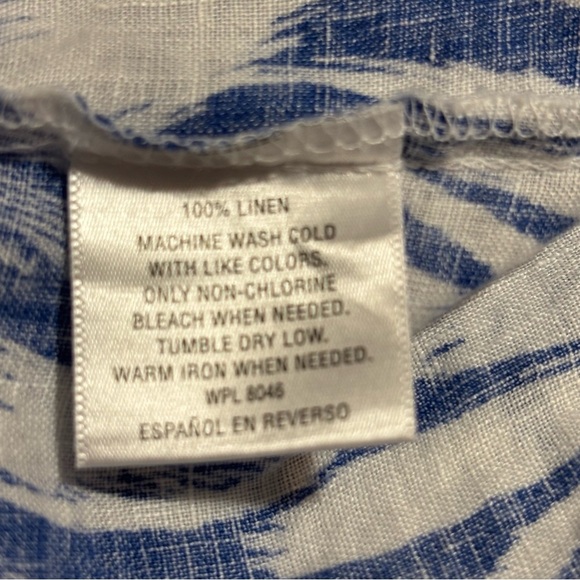 100% LINEN
MACHINE WASH COLD
WITH LIKE COLORS.
ONLY NON-CHLORINE
BLEACH WHEN NEEDED.
TUMBLE DRY LOW.
WARM IRON WHEN NEEDED.
WPL 8046
ESPAÑOL EN REVERSO